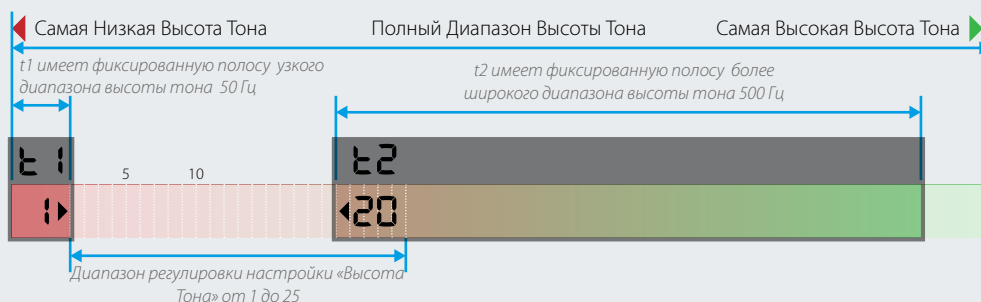 Самая Низкая Высота Тона
Полный Диапазон Высоты Тона
Самая Высокая Высота Тона
t1 имеет фиксированную полосу узкого
диапазона высоты тона 50 Гц
t2 имеет фиксированную полосу более
широкого диапазона высоты тона 500 Гц
t1
t2
5
10
1
20
Диапазон регулировки настройки «Высота
Тона» от 1 до 25